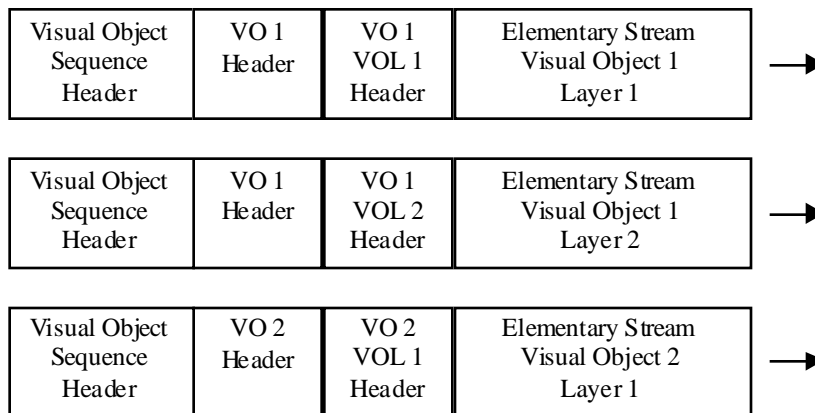 Visual Object
Sequence
Header
VO 1
Header
VO 1
VOL 1
Header
Elementary Stream
Visual Object 1
Layer 1
Visual Object
Sequence
Header
VO 1
Header
VO 1
VOL 2
Header
Elementary Stream
Visual Object 1
Layer 2
Visual Object
Sequence
Header
VO 2
Header
VO 2
VOL 1
Header
Elementary Stream
Visual Object 2
Layer 1